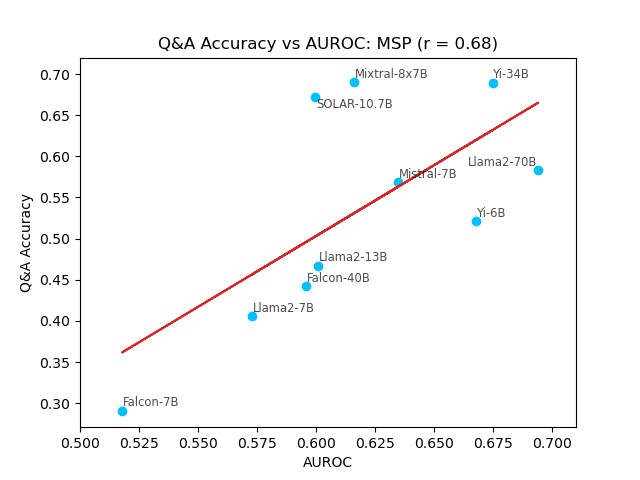 Q&A Accuracy vs AUROC: MSP (r = 0.68)
0.70
0.65
0.60
0.55
0.50
0.45
0.40
0.35
0.30
Q&A Accuracy
Mixtral-8x7B
Yi-34B
SOLAR-10.7B
Llama2-70B
Mistral-7B
Yi-6B
Llama2-13B
Falcon-40B
Llama2-7B
Falcon-7B
0.500 0.525 0.550 0.575 0.600 0.625 0.650 0.675 0.700
AUROC